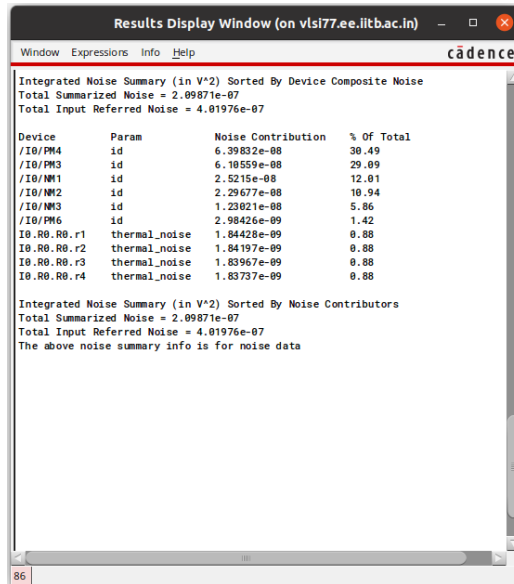 Results Display Window (on vlsi77.ee.iitb.ac.in)
Window Expressions Info Help cādence
Integrated Noise Summary (in V^2) Sorted By Device Composite Noise
Total Summarized Noise = 2.09871e-07
Total Input Referred Noise = 4.01976e-07
Device Param Noise Contribution % Of Total
/I0/PM4 id 6.39832e-08 30.49
/I0/PM3 id 6.10559e-08 29.09
/I0/NM1 id 2.5215e-08 12.01
/I0/NM2 id 2.29677e-08 10.94
/I0/NM3 id 1.23021e-08 5.86
/I0/PM6 id 2.98426e-09 1.42
I0.R0.R0.r1 thermal_noise 1.84428e-09 0.88
I0.R0.R0.r2 thermal_noise 1.84197e-09 0.88
I0.R0.R0.r3 thermal_noise 1.83967e-09 0.88
I0.R0.R0.r4 thermal_noise 1.83737e-09 0.88
Integrated Noise Summary (in V^2) Sorted By Noise Contributors
Total Summarized Noise = 2.09871e-07
Total Input Referred Noise = 4.01976e-07
The above noise summary info is for noise data
86